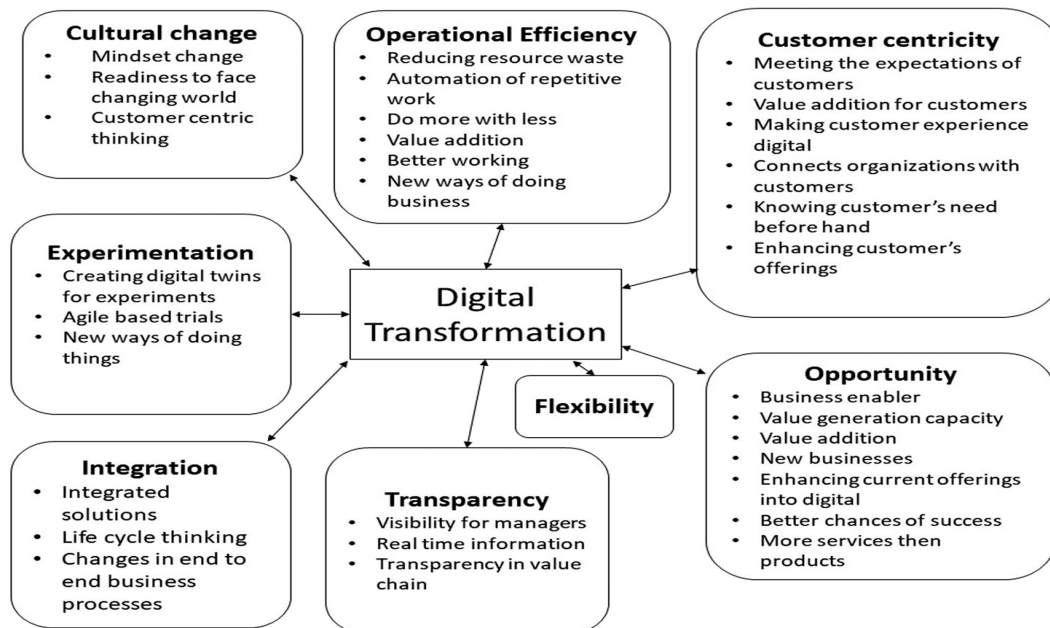 Cultural change
• Mindset change
• Readiness to face
changing world
• Customer centric
thinking
Operational Efficiency
• Reducing resource waste
• Automation of repetitive
work
• Do more with less
• Value addition
• Better working
• New ways of doing
business
Customer centricity
• Meeting the expectations of
customers
• Value addition for customers
• Making customer experience
digital
• Connects organizations with
customers
• Knowing customer’s need
before hand
• Enhancing customer’s
offerings
Experimentation
• Creating digital twins
for experiments
• Agile based trials
• New ways of doing
things
Digital
Transformation
Flexibility
Opportunity
• Business enabler
• Value generation capacity
• Value addition
• New businesses
• Enhancing current offerings
into digital
• Better chances of success
• More services then
products
Integration
• Integrated
solutions
• Life cycle thinking
• Changes in end to
end business
processes
Transparency
• Visibility for managers
• Real time information
• Transparency in value
chain